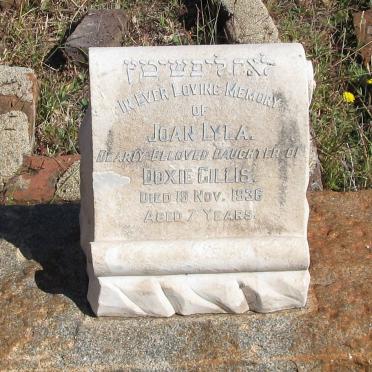 IN EVER LOVING MEMORY
OF
JOAN LYLA.
DEARLY BELOVED DAUGHTER OF
DOXIE GILLIS.
DIED 19 NOV. 1936
AGED 7 YEARS.